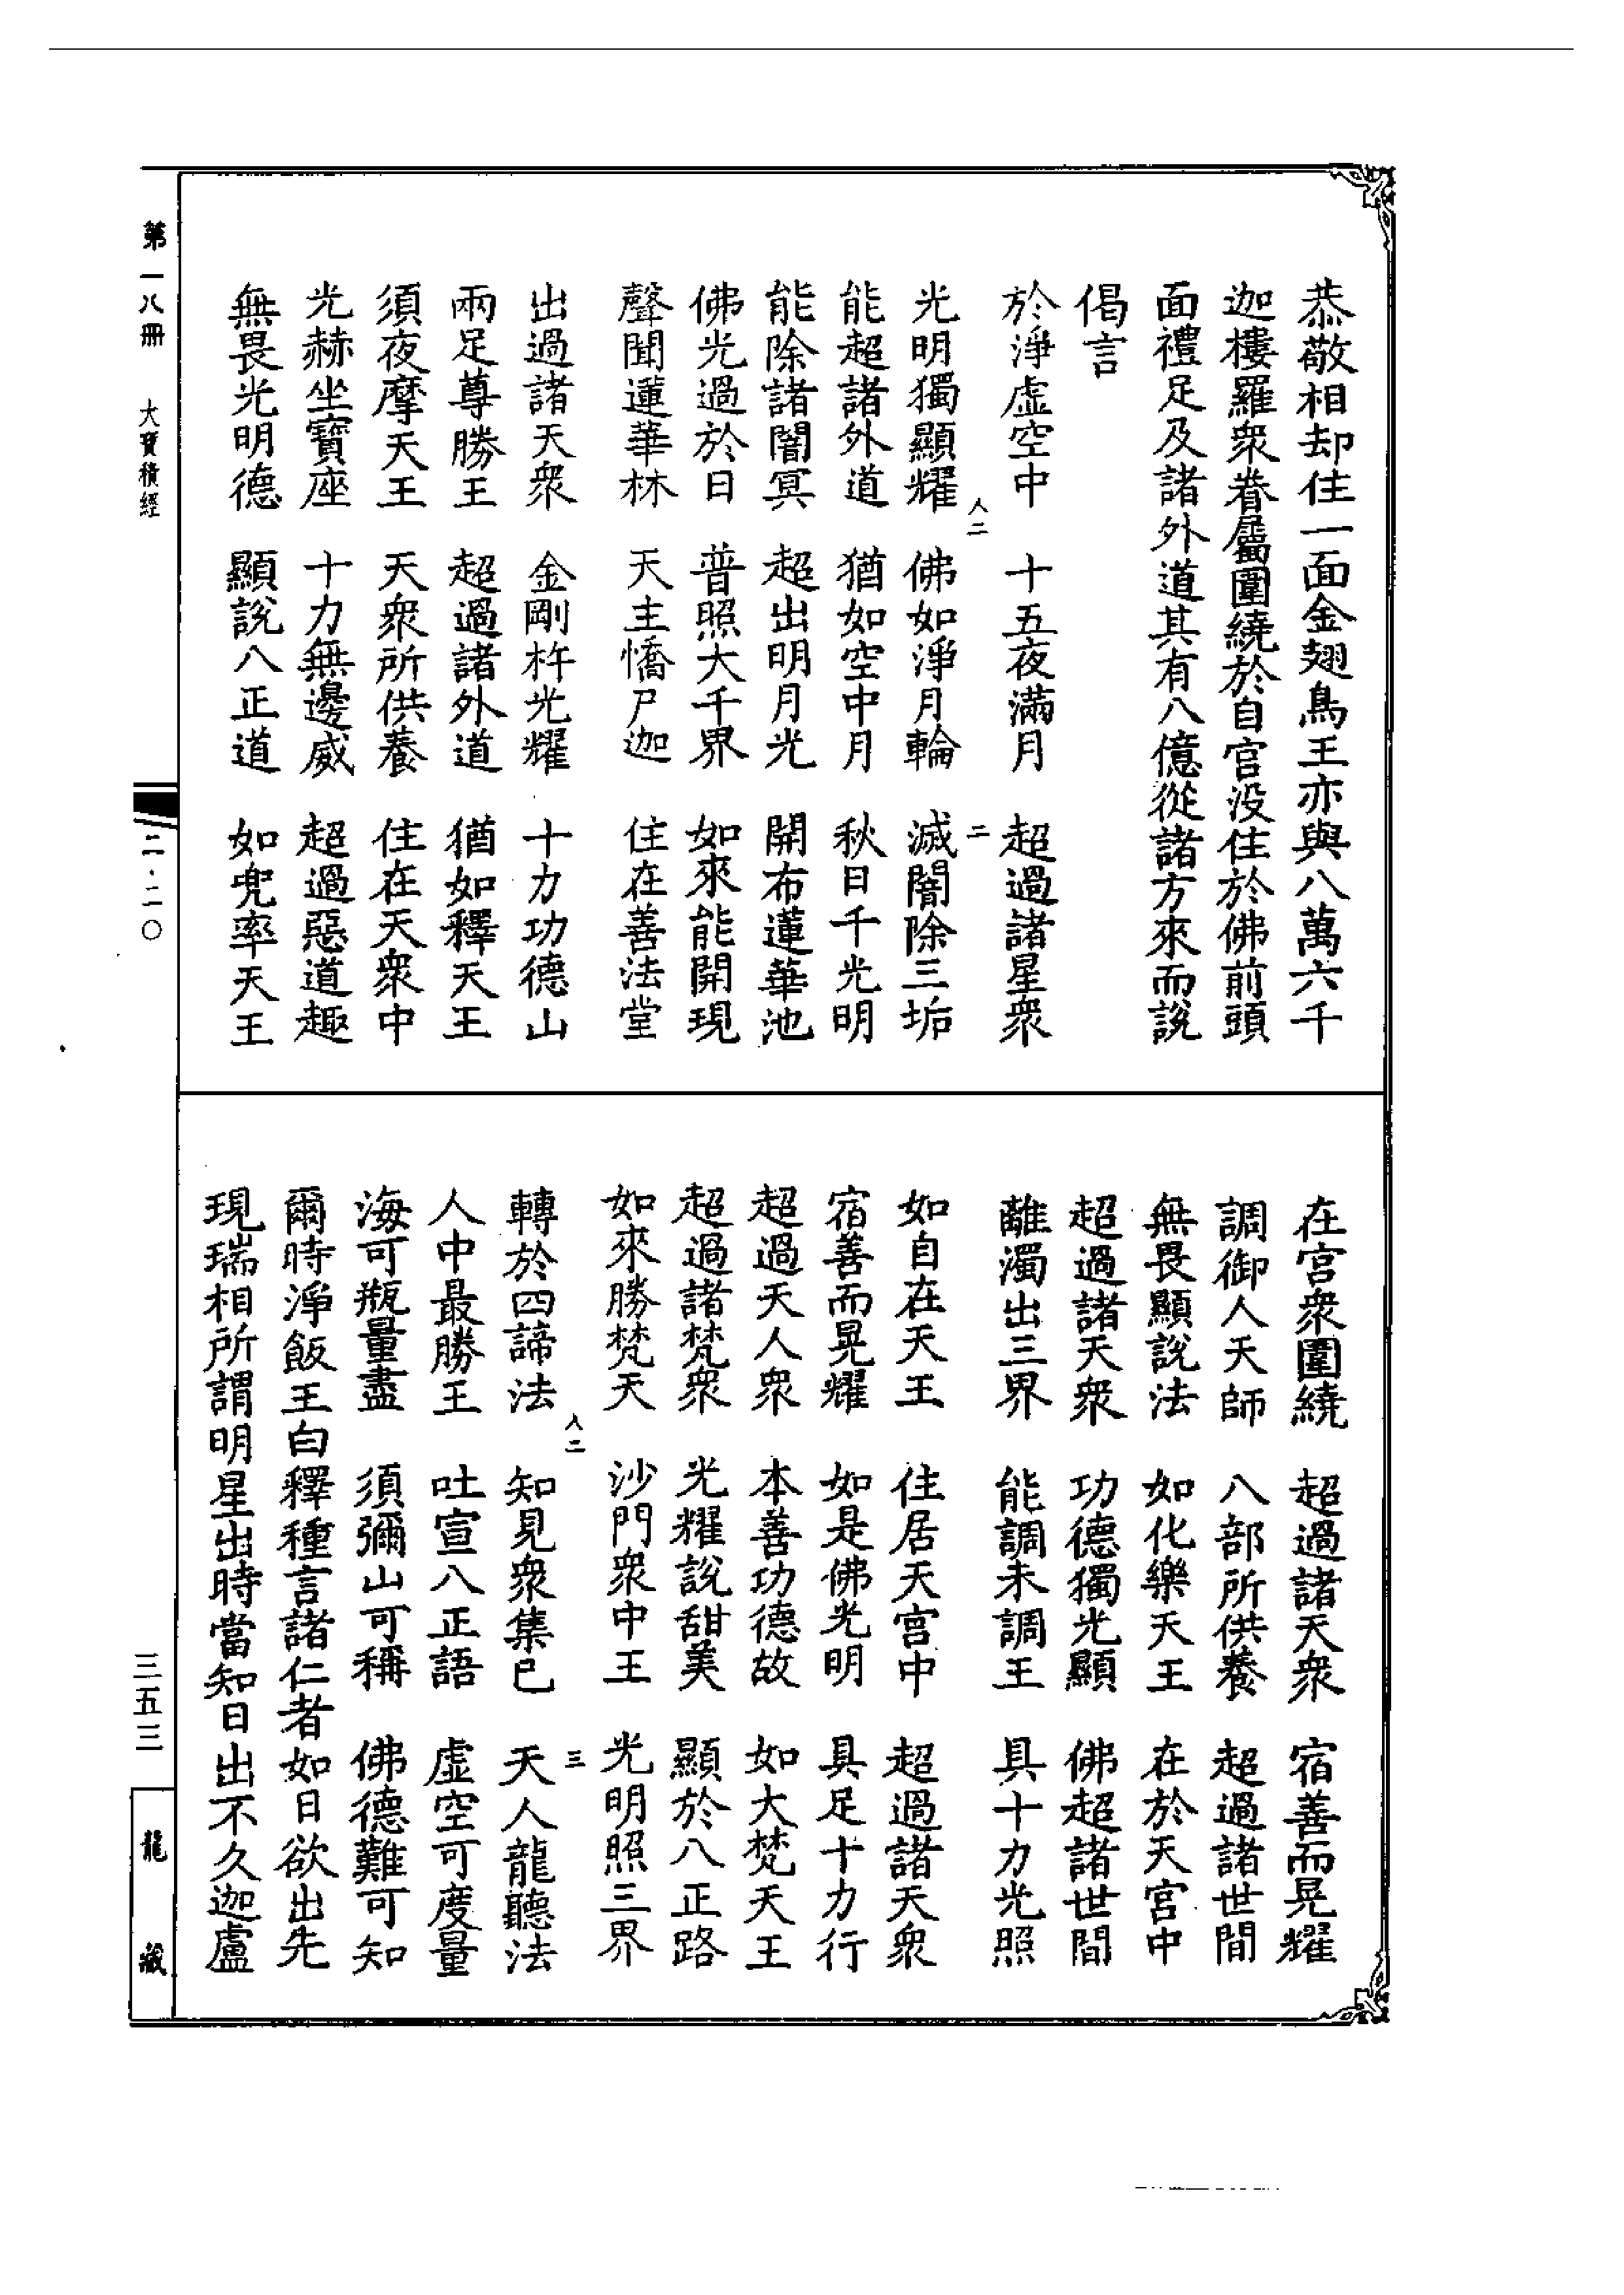 恭敬相却住一面金翅鳥王亦與八萬六千
迦樓羅衆眷屬圍繞於自官没住於佛前頭
面禮足及諸外道其有八億從諸方來而說
偈言
於淨虛空中　十五夜滿月　超過諸星衆
人二　二
光明獨顯耀　佛如淨月輪　滅闇除三垢
能超諸外道　猶如空中月　秋日千光明
能除諸闇冥　超出明月光　開布蓮華池
佛光過於日　普照大千界　如來能開現
聲聞蓮華林　天主憍尸迦　住在善法堂
出過諸天衆　金剛杵光耀　十力功德山
兩足尊勝王　超過諸外道　猶如釋天王
須夜摩天王　天衆所供養　住在天衆中
光赫坐寶座　十力無邊威　超過惡道趣
無畏光明德　顯說八正道　如兜率天王
在宮衆圍繞　超過諸天衆　宿善而晃耀
調御人天師　八部所供養　超過諸世間
無畏顯說法　如化樂天王　在於天宮中
超過諸天衆　功德獨光顯　佛超諸世間
離濁出三界　能調未調王　具十力光照
如自在天王　住居天宮中　超過諸天衆
宿善而晃耀　如是佛光明　具足十力行
超過天人衆　本善功德故　如大梵天王
超過諸梵衆　光耀說甜美　顯於八正路
如來勝梵天　沙門衆中王　光明照三界
人二　三
轉於四諦法　知見衆集已　天人龍聽法
人中最勝王　吐宣八正語　虛空可度量
海可瓶量盡　須彌山可稱　佛德難可知
爾時淨飯王白釋種言諸仁者如日欲出先
現瑞相所謂明星出時當知日出不久迦盧
第一八冊　大寶積經　二·二〇　三五三　龍藏